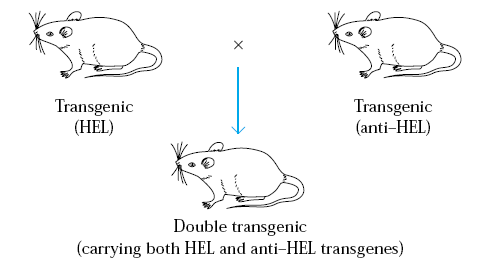 ×
Transgenic
(HEL)
Transgenic
(anti–HEL)
Double transgenic
(carrying both HEL and anti–HEL transgenes)